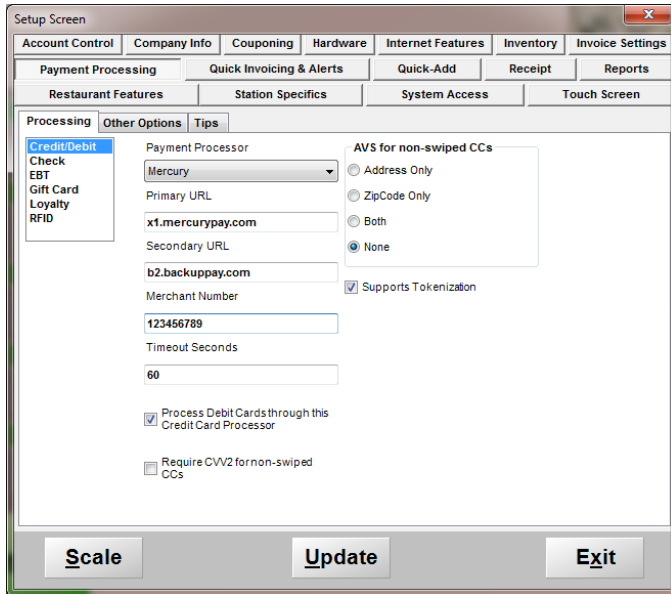 Setup Screen
Account Control Company Info Couponing Hardware Internet Features Inventory Invoice Settings
Payment Processing Quick Invoicing & Alerts Quick-Add Receipt Reports
Restaurant Features Station Specifics System Access Touch Screen
Processing Other Options Tips
Credit/Debit
Check
EBT
Gift Card
Loyalty
RFID
Payment Processor
Mercury
Primary URL
x1.mercurypay.com
Secondary URL
b2.backuppay.com
Merchant Number
123456789
Timeout Seconds
60
Process Debit Cards through this
Credit Card Processor
Require CVV2 for non-swiped
CCs
AVS for non-swiped CCs
Address Only
ZipCode Only
Both
None
Supports Tokenization
Scale Update Exit